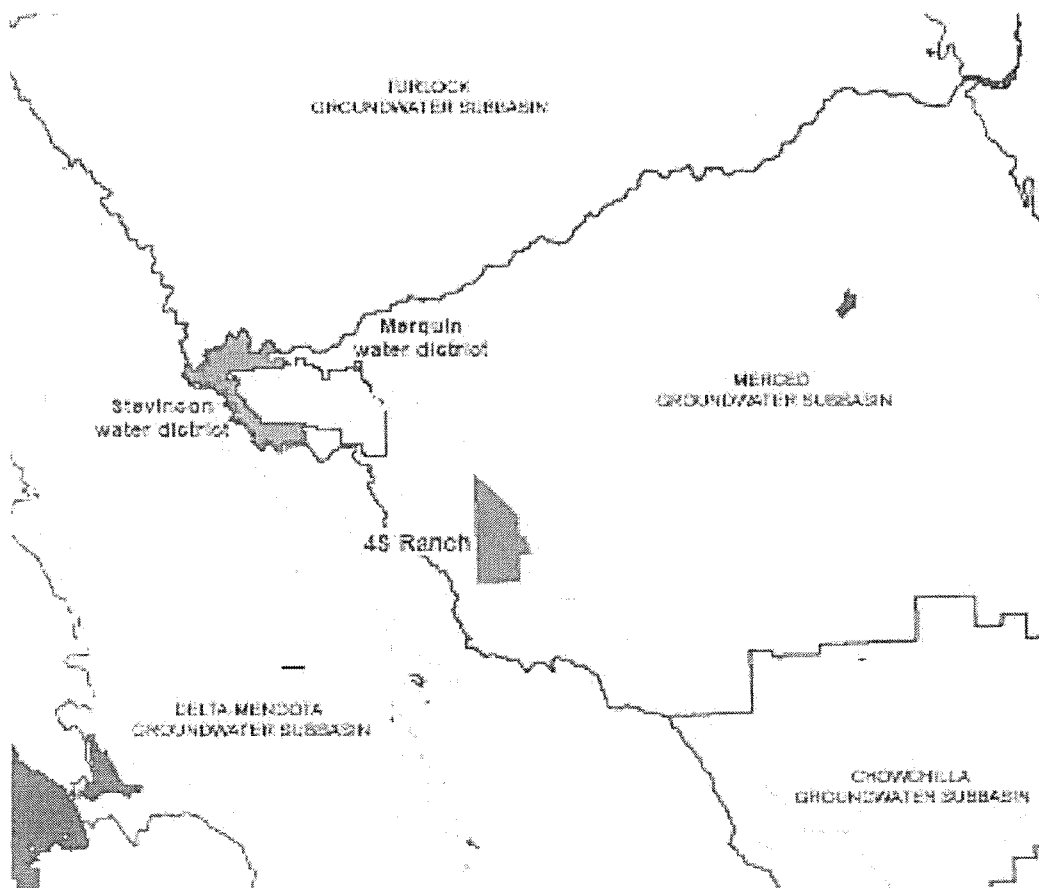 TURLOCK
GROUNDWATER SUBBASIN
Merquin
water district
MERCED
GROUNDWATER SUBBASIN
Stevinson
water district
4S Ranch
DELTA-MENDOTA
GROUNDWATER SUBBASIN
CHOWCHILLA
GROUNDWATER SUBBASIN